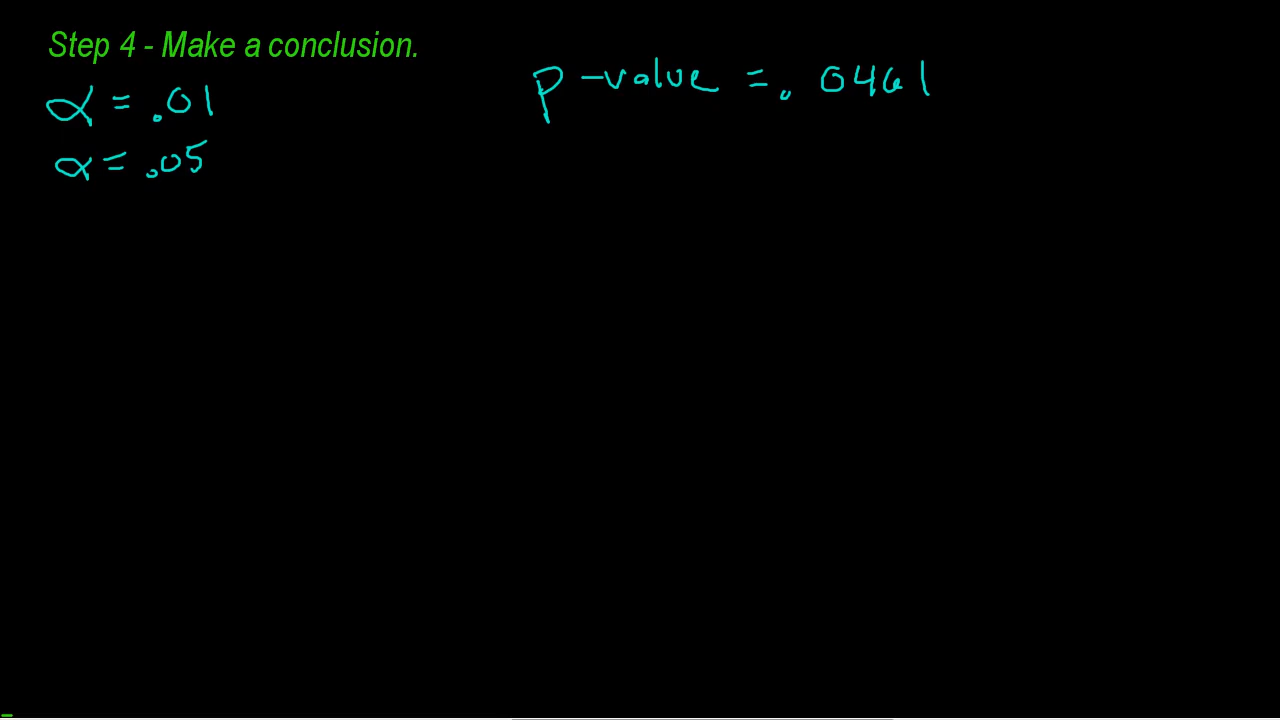 Step 4 - Make a conclusion.
p-value = .0461
α = .01
α = .05